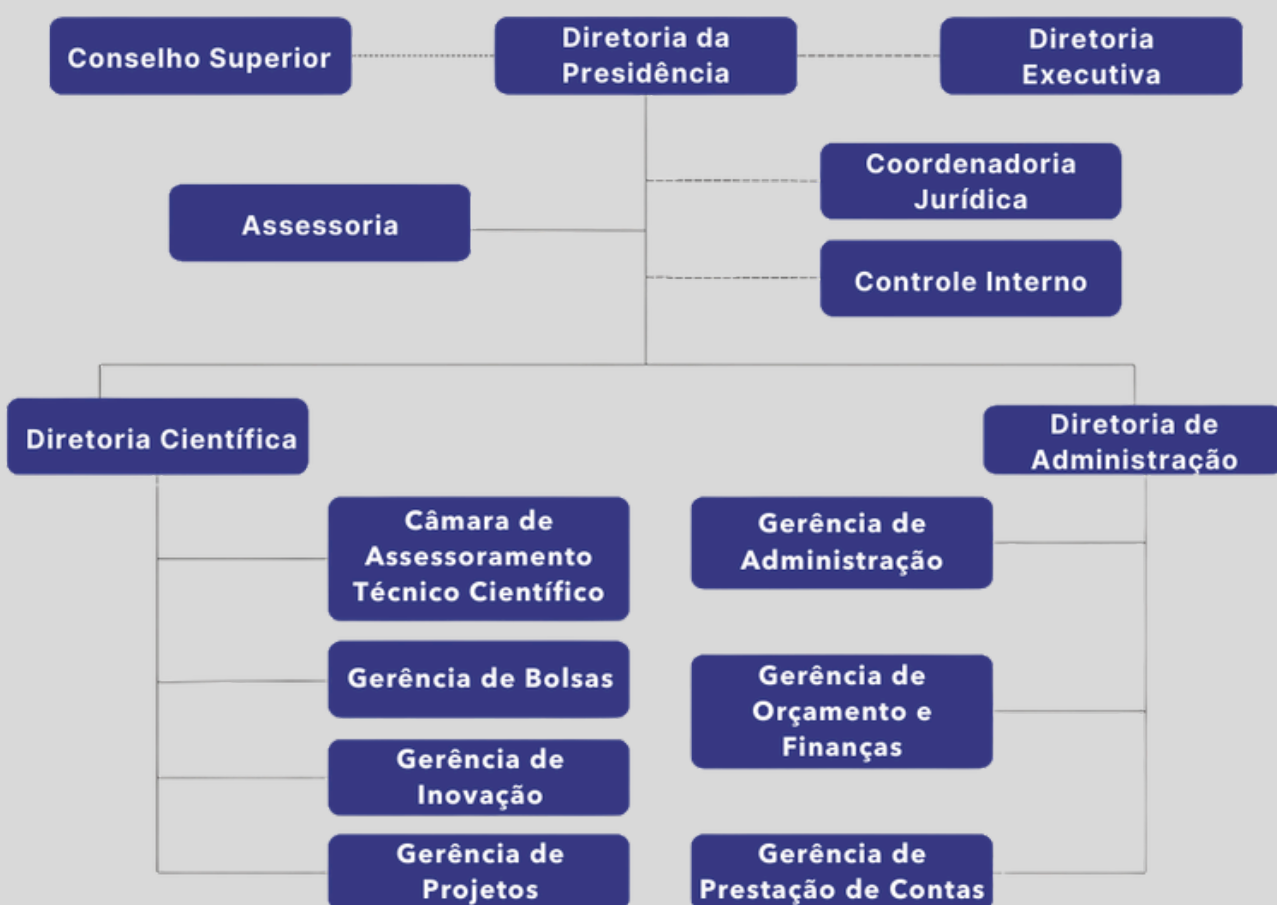 Conselho Superior
Diretoria da
Presidência
Diretoria
Executiva
Coordenadoria
Jurídica
Assessoria
Controle Interno
Diretoria Científica
Diretoria de
Administração
Câmara de
Assessoramento
Técnico Científico
Gerência de Bolsas
Gerência de
Inovação
Gerência de
Projetos
Gerência de
Administração
Gerência de
Orçamento e
Finanças
Gerência de
Prestação de Contas